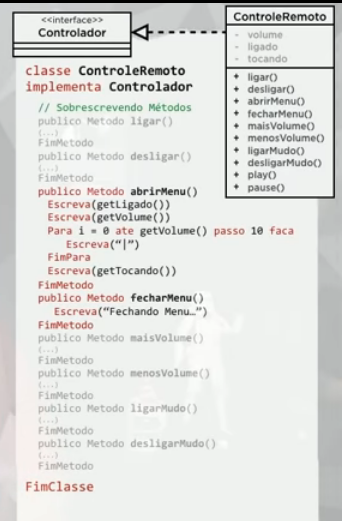 <<interface>>
Controlador
ControleRemoto
- volume
- ligado
- tocando
+ ligar()
+ desligar()
+ abrirMenu()
+ fecharMenu()
+ maisVolume()
+ menosVolume()
+ ligarMudo()
+ desligarMudo()
+ play()
+ pause()
classe ControleRemoto
implementa Controlador
// Sobrescrevendo Métodos
publico Metodo ligar()
(...)
FimMetodo
publico Metodo desligar()
(...)
FimMetodo
publico Metodo abrirMenu()
Escreva(getLigado())
Escreva(getVolume())
Para i = 0 ate getVolume() passo 10 faca
Escreva(“|”)
FimPara
Escreva(getTocando())
FimMetodo
publico Metodo fecharMenu()
Escreva(“Fechando Menu…”)
FimMetodo
publico Metodo maisVolume()
(...)
FimMetodo
publico Metodo menosVolume()
(...)
FimMetodo
publico Metodo ligarMudo()
(...)
FimMetodo
publico Metodo desligarMudo()
(...)
FimMetodo
FimClasse